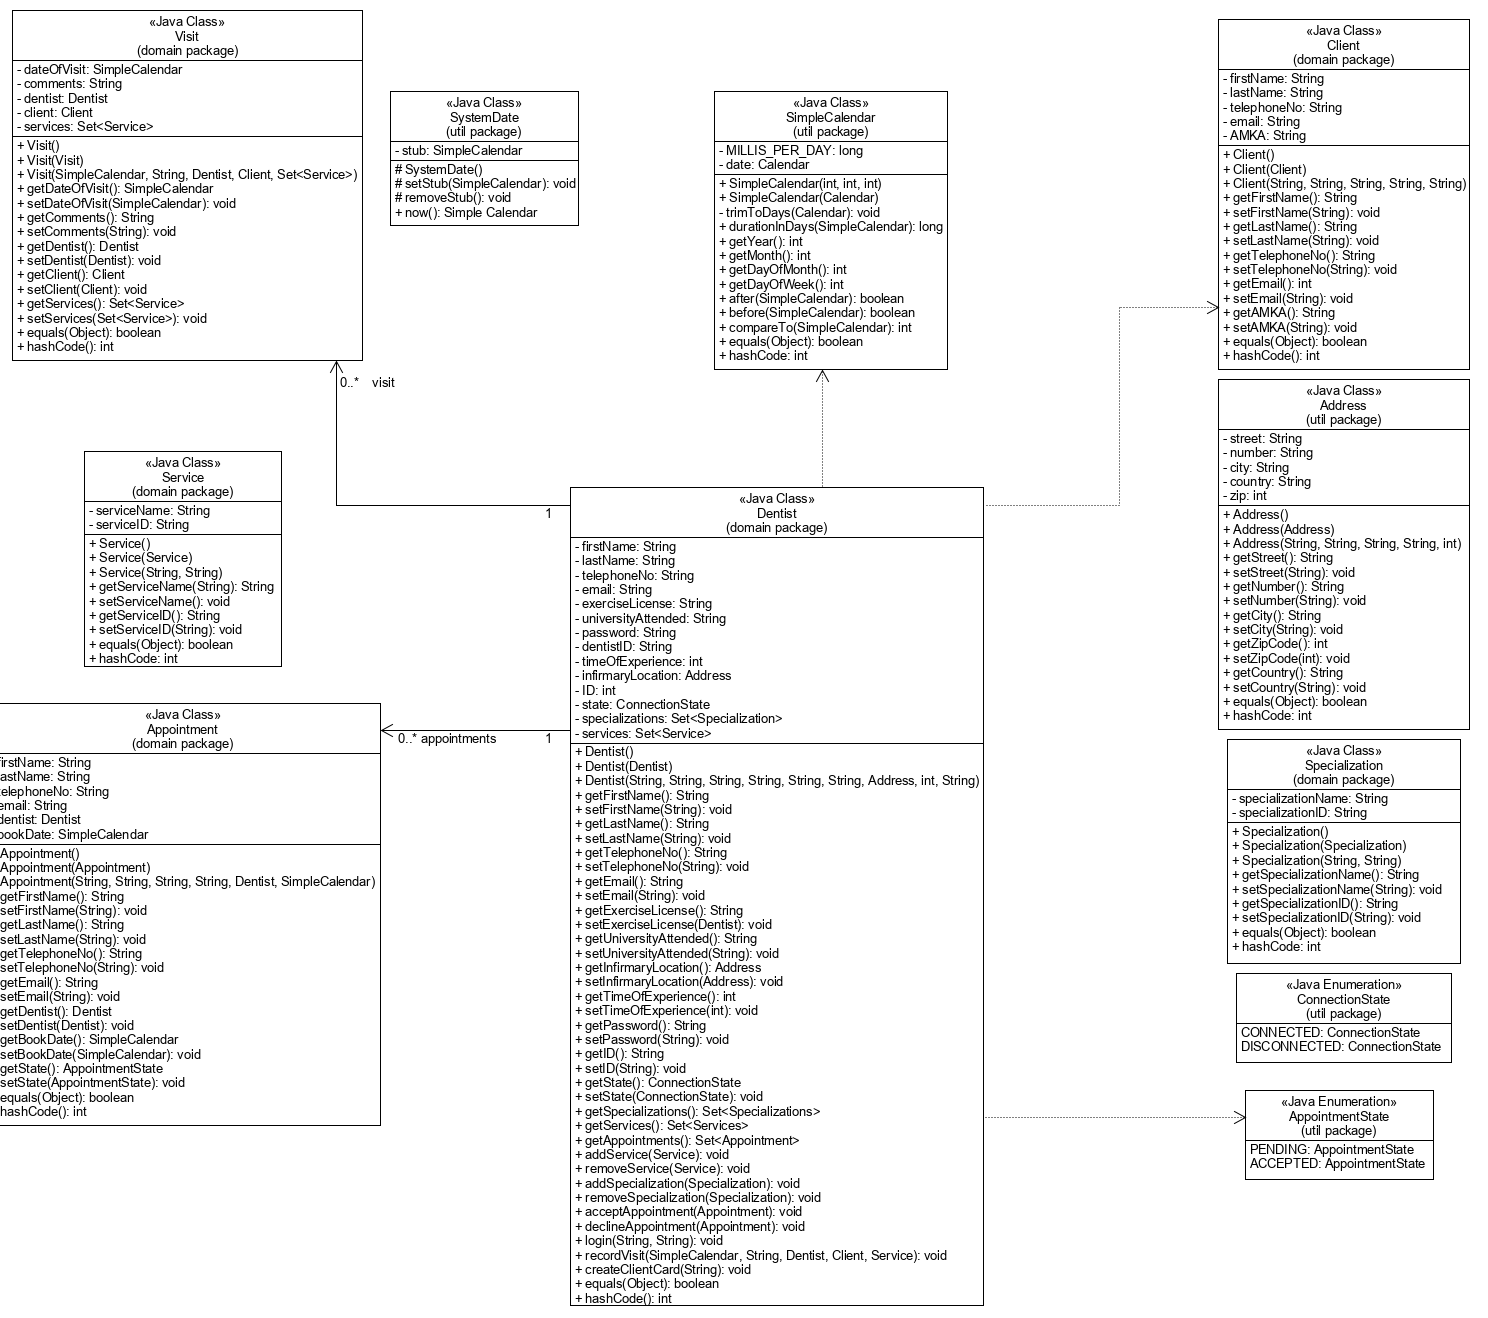 «Java Class»
Visit
(domain package)
- dateOfVisit: SimpleCalendar
- comments: String
- dentist: Dentist
- client: Client
- services: Set<Service>
+ Visit()
+ Visit(Visit)
+ Visit(SimpleCalendar, String, Dentist, Client, Set<Service>)
+ getDateOfVisit(): SimpleCalendar
+ setDateOfVisit(SimpleCalendar): void
+ getComments(): String
+ setComments(String): void
+ getDentist(): Dentist
+ setDentist(Dentist): void
+ getClient(): Client
+ setClient(Client): void
+ getServices(): Set<Service>
+ setServices(Set<Service>): void
+ equals(Object): boolean
+ hashCode(): int
0..* visit
«Java Class»
SystemDate
(util package)
- stub: SimpleCalendar
# SystemDate()
# setStub(SimpleCalendar): void
# removeStub(): void
+ now(): Simple Calendar
«Java Class»
SimpleCalendar
(util package)
- MILLIS_PER_DAY: long
- date: Calendar
+ SimpleCalendar(int, int, int)
+ SimpleCalendar(Calendar)
- trimToDays(Calendar): void
+ durationInDays(SimpleCalendar): long
+ getYear(): int
+ getMonth(): int
+ getDayOfMonth(): int
+ getDayOfWeek(): int
+ after(SimpleCalendar): boolean
+ before(SimpleCalendar): boolean
+ compareTo(SimpleCalendar): int
+ equals(Object): boolean
+ hashCode: int
«Java Class»
Client
(domain package)
- firstName: String
- lastName: String
- telephoneNo: String
- email: String
- AMKA: String
+ Client()
+ Client(Client)
+ Client(String, String, String, String, String)
+ getFirstName(): String
+ setFirstName(String): void
+ getLastName(): String
+ setLastName(String): void
+ getTelephoneNo(): String
+ setTelephoneNo(String): void
+ getEmail(): int
+ setEmail(String): void
+ getAMKA(): String
+ setAMKA(String): void
+ equals(Object): boolean
+ hashCode(): int
«Java Class»
Address
(util package)
- street: String
- number: String
- city: String
- country: String
- zip: int
+ Address()
+ Address(Address)
+ Address(String, String, String, String, int)
+ getStreet(): String
+ setStreet(String): void
+ getNumber(): String
+ setNumber(String): void
+ getCity(): String
+ setCity(String): void
+ getZipCode(): int
+ setZipCode(int): void
+ getCountry(): String
+ setCountry(String): void
+ equals(Object): boolean
+ hashCode: int
«Java Class»
Service
(domain package)
- serviceName: String
- serviceID: String
+ Service()
+ Service(Service)
+ Service(String, String)
+ getServiceName(String): String
+ setServiceName(): void
+ getServiceID(): String
+ setServiceID(String): void
+ equals(Object): boolean
+ hashCode: int
1
«Java Class»
Dentist
(domain package)
- firstName: String
- lastName: String
- telephoneNo: String
- email: String
- exerciseLicense: String
- universityAttended: String
- password: String
- dentistID: String
- timeOfExperience: int
- infirmaryLocation: Address
- ID: int
- state: ConnectionState
- specializations: Set<Specialization>
- services: Set<Service>
+ Dentist()
+ Dentist(Dentist)
+ Dentist(String, String, String, String, String, String, Address, int, String)
+ getFirstName(): String
+ setFirstName(String): void
+ getLastName(): String
+ setLastName(String): void
+ getTelephoneNo(): String
+ setTelephoneNo(String): void
+ getEmail(): String
+ setEmail(String): void
+ getExerciseLicense(): String
+ setExerciseLicense(Dentist): void
+ getUniversityAttended(): String
+ setUniversityAttended(String): void
+ getInfirmaryLocation(): Address
+ setInfirmaryLocation(Address): void
+ getTimeOfExperience(): int
+ setTimeOfExperience(int): void
+ getPassword(): String
+ setPassword(String): void
+ getID(): String
+ setID(String): void
+ getState(): ConnectionState
+ setState(ConnectionState): void
+ getSpecializations(): Set<Specializations>
+ getServices(): Set<Services>
+ getAppointments(): Set<Appointment>
+ addService(Service): void
+ removeService(Service): void
+ addSpecialization(Specialization): void
+ removeSpecialization(Specialization): void
+ acceptAppointment(Appointment): void
+ declineAppointment(Appointment): void
+ login(String, String): void
+ recordVisit(SimpleCalendar, String, Dentist, Client, Service): void
+ createClientCard(String): void
+ equals(Object): boolean
+ hashCode(): int
0..* appointments 1
«Java Class»
Appointment
(domain package)
firstName: String
lastName: String
telephoneNo: String
email: String
dentist: Dentist
bookDate: SimpleCalendar
Appointment()
Appointment(Appointment)
Appointment(String, String, String, String, Dentist, SimpleCalendar)
getFirstName(): String
setFirstName(String): void
getLastName(): String
setLastName(String): void
getTelephoneNo(): String
setTelephoneNo(String): void
getEmail(): String
setEmail(String): void
getDentist(): Dentist
setDentist(Dentist): void
getBookDate(): SimpleCalendar
setBookDate(SimpleCalendar): void
getState(): AppointmentState
setState(AppointmentState): void
equals(Object): boolean
hashCode(): int
«Java Class»
Specialization
(domain package)
- specializationName: String
- specializationID: String
+ Specialization()
+ Specialization(Specialization)
+ Specialization(String, String)
+ getSpecializationName(): String
+ setSpecializationName(String): void
+ getSpecializationID(): String
+ setSpecializationID(String): void
+ equals(Object): boolean
+ hashCode: int
«Java Enumeration»
ConnectionState
(util package)
CONNECTED: ConnectionState
DISCONNECTED: ConnectionState
«Java Enumeration»
AppointmentState
(util package)
PENDING: AppointmentState
ACCEPTED: AppointmentState